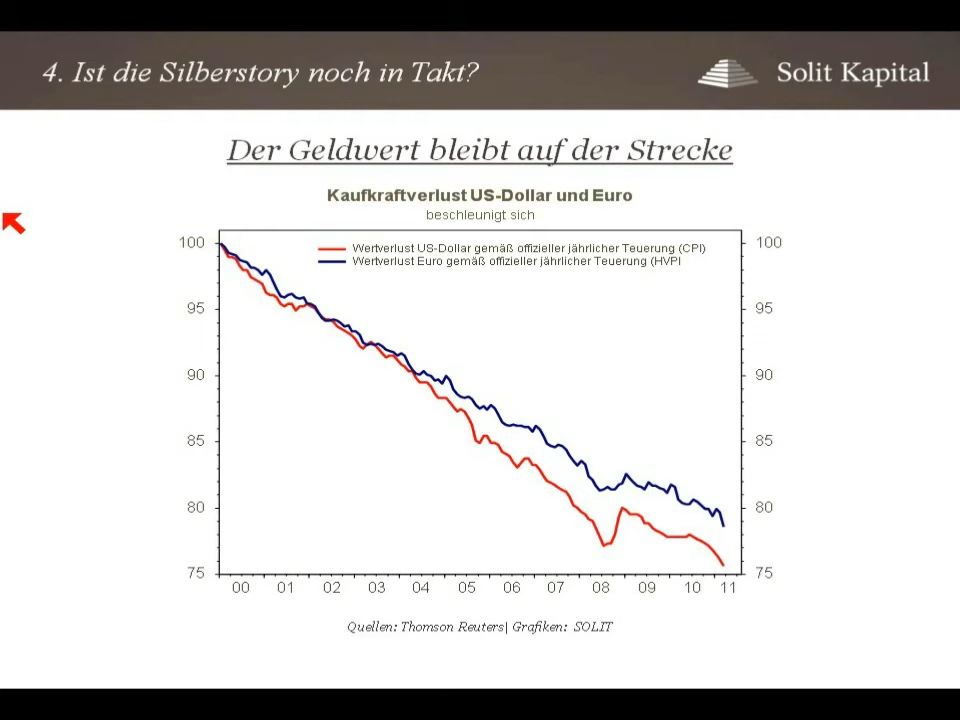 4. Ist die Silberstory noch in Takt?
Solit Kapital
Der Geldwert bleibt auf der Strecke
Kaufkraftverlust US-Dollar und Euro
beschleunigt sich
Wertverlust US-Dollar gemäß offizieller jährlicher Teuerung (CPI)
Wertverlust Euro gemäß offizieller jährlicher Teuerung (HVPI
100 100
95 95
90 90
85 85
80 80
75 75
00 01 02 03 04 05 06 07 08 09 10 11
Quellen: Thomson Reuters| Grafiken: SOLIT